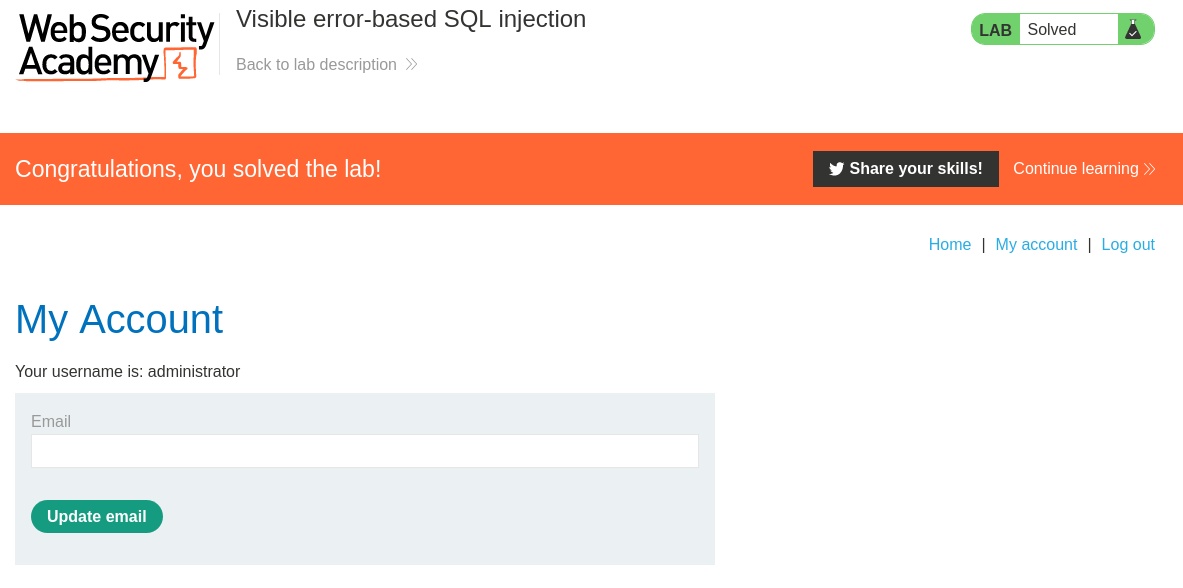 Web Security
Academy
Visible error-based SQL injection
Back to lab description
LAB Solved
Congratulations, you solved the lab!
Share your skills!
Continue learning
Home | My account | Log out
My Account
Your username is: administrator
Email
Update email